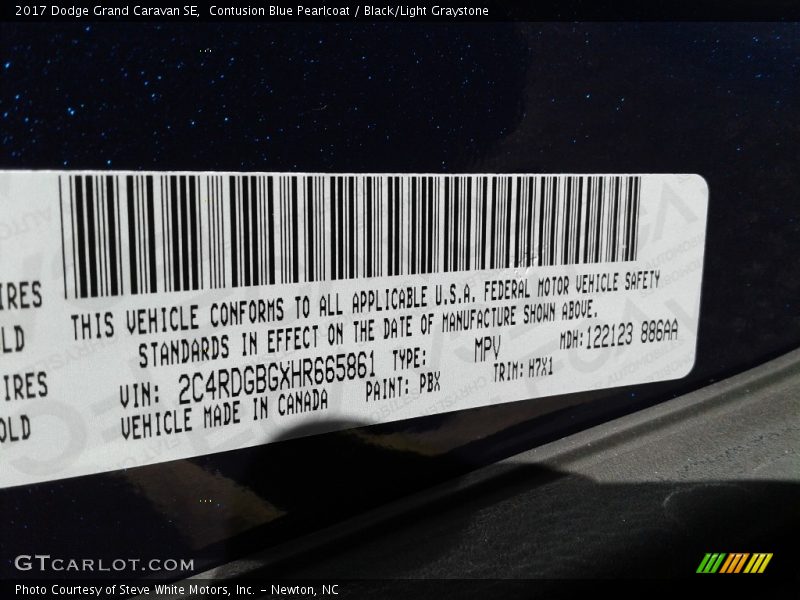 2017 Dodge Grand Caravan SE,  Contusion Blue Pearlcoat / Black/Light Graystone
IRES
LD
IRES
OLD
THIS VEHICLE CONFORMS TO ALL APPLICABLE U.S.A. FEDERAL MOTOR VEHICLE SAFETY
STANDARDS IN EFFECT ON THE DATE OF MANUFACTURE SHOWN ABOVE.
VIN: 2C4RDGBGXHR665861 TYPE: MPV MDH:122123 886AA
VEHICLE MADE IN CANADA PAINT: PBX TRIM: H7X1
GTCARLOT.COM
Photo Courtesy of Steve White Motors, Inc. – Newton, NC